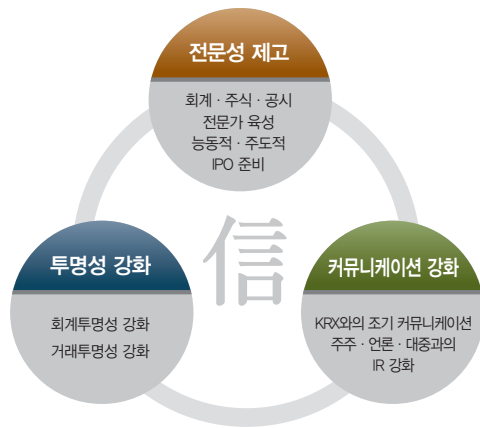 전문성 제고
회계 · 주식 · 공시
전문가 육성
능동적 · 주도적
IPO 준비
信
투명성 강화
회계투명성 강화
거래투명성 강화
커뮤니케이션 강화
KRX와의 조기 커뮤니케이션
주주 · 언론 · 대중과의
IR 강화